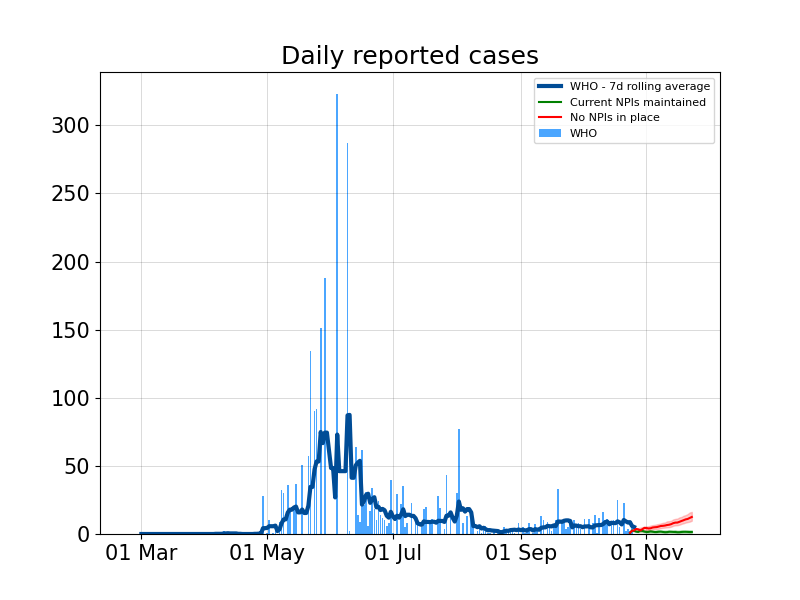 Daily reported cases
WHO - 7d rolling average
Current NPIs maintained
No NPIs in place
WHO
300
250
200
150
100
50
0
01 Mar
01 May
01 Jul
01 Sep
01 Nov